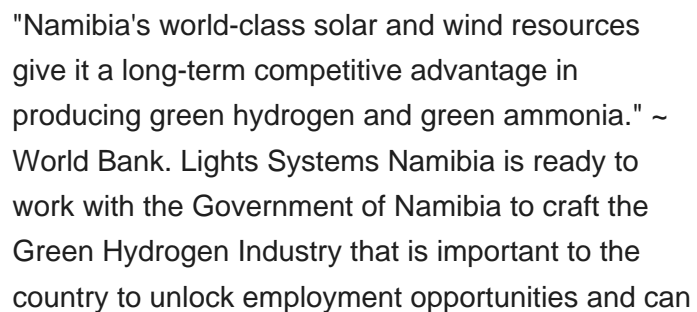 "Namibia's world-class solar and wind resources
give it a long-term competitive advantage in
producing green hydrogen and green ammonia." ~
World Bank. Lights Systems Namibia is ready to
work with the Government of Namibia to craft the
Green Hydrogen Industry that is important to the
country to unlock employment opportunities and can